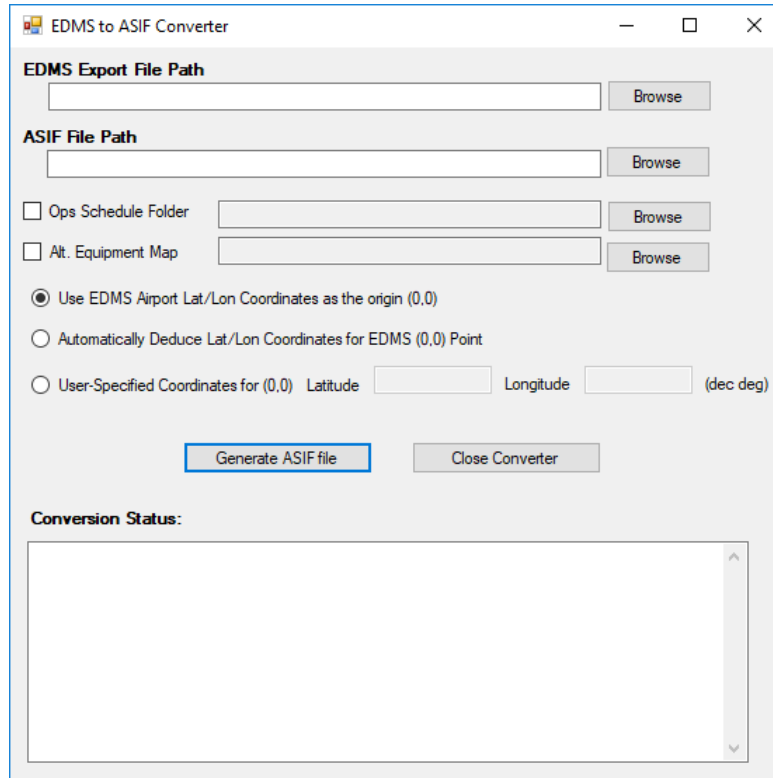 EDMS to ASIF Converter
EDMS Export File Path
Browse
ASIF File Path
Browse
Ops Schedule Folder Browse
Alt. Equipment Map Browse
Use EDMS Airport Lat/Lon Coordinates as the origin (0,0)
Automatically Deduce Lat/Lon Coordinates for EDMS (0,0) Point
User-Specified Coordinates for (0,0) Latitude Longitude (dec deg)
Generate ASIF file Close Converter
Conversion Status: